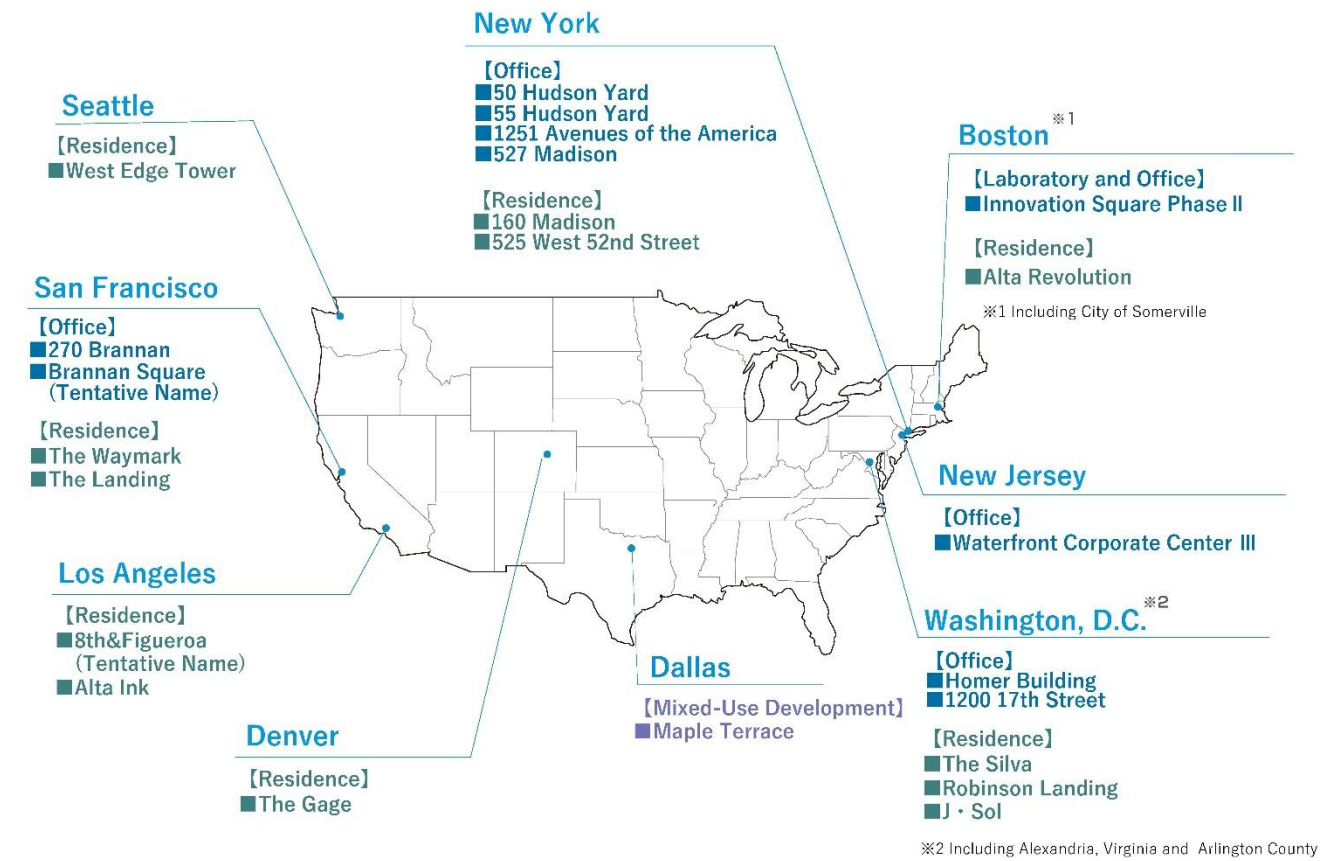 New York
【Office】
■50 Hudson Yard
■55 Hudson Yard
■1251 Avenues of the America
■527 Madison
【Residence】
■160 Madison
■525 West 52nd Street
Seattle
【Residence】
■West Edge Tower
Boston ※1
【Laboratory and Office】
■Innovation Square Phase Ⅱ
【Residence】
■Alta Revolution
※1 Including City of Somerville
San Francisco
【Office】
■270 Brannan
■Brannan Square
(Tentative Name)
【Residence】
■The Waymark
■The Landing
New Jersey
【Office】
■Waterfront Corporate Center Ⅲ
Los Angeles
【Residence】
■8th&Figueroa
(Tentative Name)
■Alta Ink
Washington, D.C. ※2
【Office】
■Homer Building
■1200 17th Street
【Residence】
■The Silva
■Robinson Landing
■J・Sol
※2 Including Alexandria, Virginia and Arlington County
Dallas
【Mixed-Use Development】
■Maple Terrace
Denver
【Residence】
■The Gage